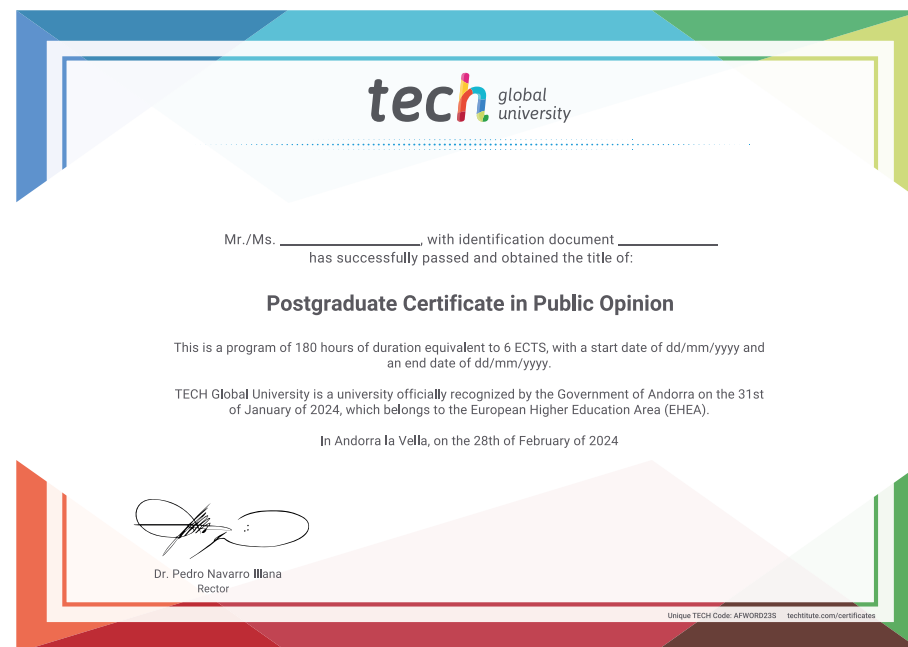 tech global
university
Mr./Ms. ____________, with identification document ____________
has successfully passed and obtained the title of:
Postgraduate Certificate in Public Opinion
This is a program of 180 hours of duration equivalent to 6 ECTS, with a start date of dd/mm/yyyy and
an end date of dd/mm/yyyy.
TECH Global University is a university officially recognized by the Government of Andorra on the 31st
of January of 2024, which belongs to the European Higher Education Area (EHEA).
In Andorra la Vella, on the 28th of February of 2024
Dr. Pedro Navarro Illana
Rector
Unique TECH Code: AFWORD23S techtitute.com/certificates